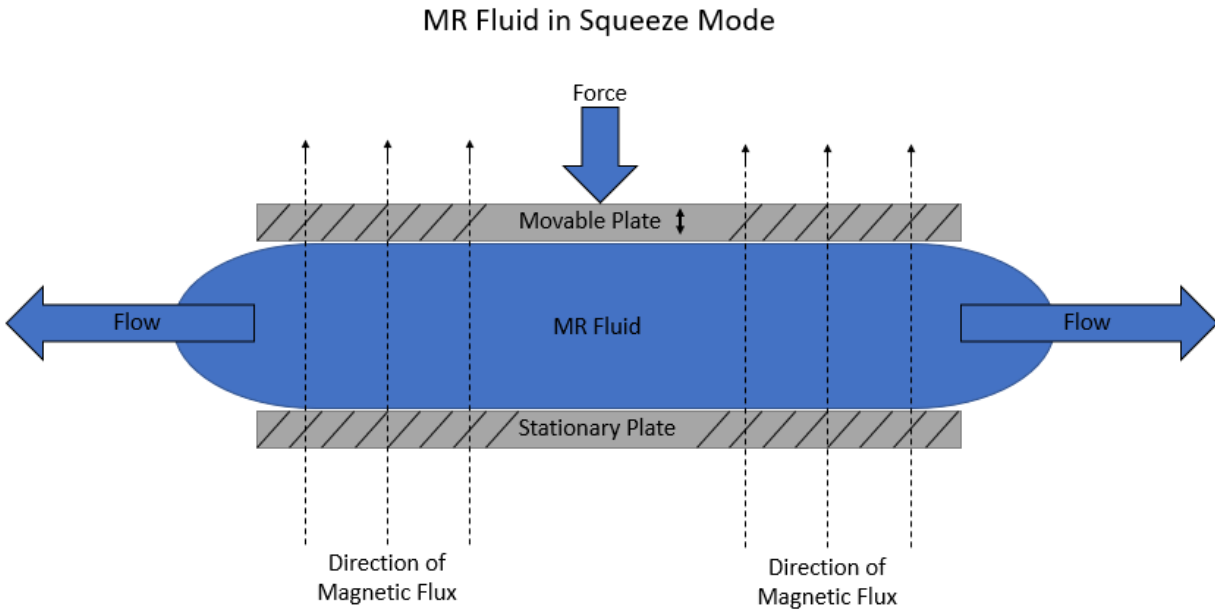 MR Fluid in Squeeze Mode
Force
Movable Plate
Flow
MR Fluid
Flow
Stationary Plate
Direction of
Magnetic Flux
Direction of
Magnetic Flux